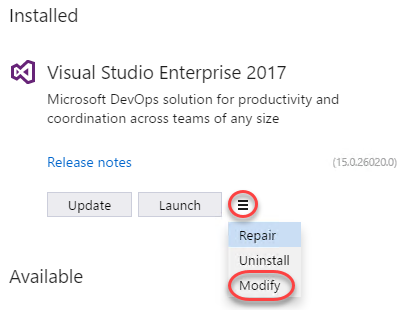 Installed
Visual Studio Enterprise 2017
Microsoft DevOps solution for productivity and
coordination across teams of any size
Release notes (15.0.26020.0)
Update Launch
Repair
Uninstall
Modify
Available